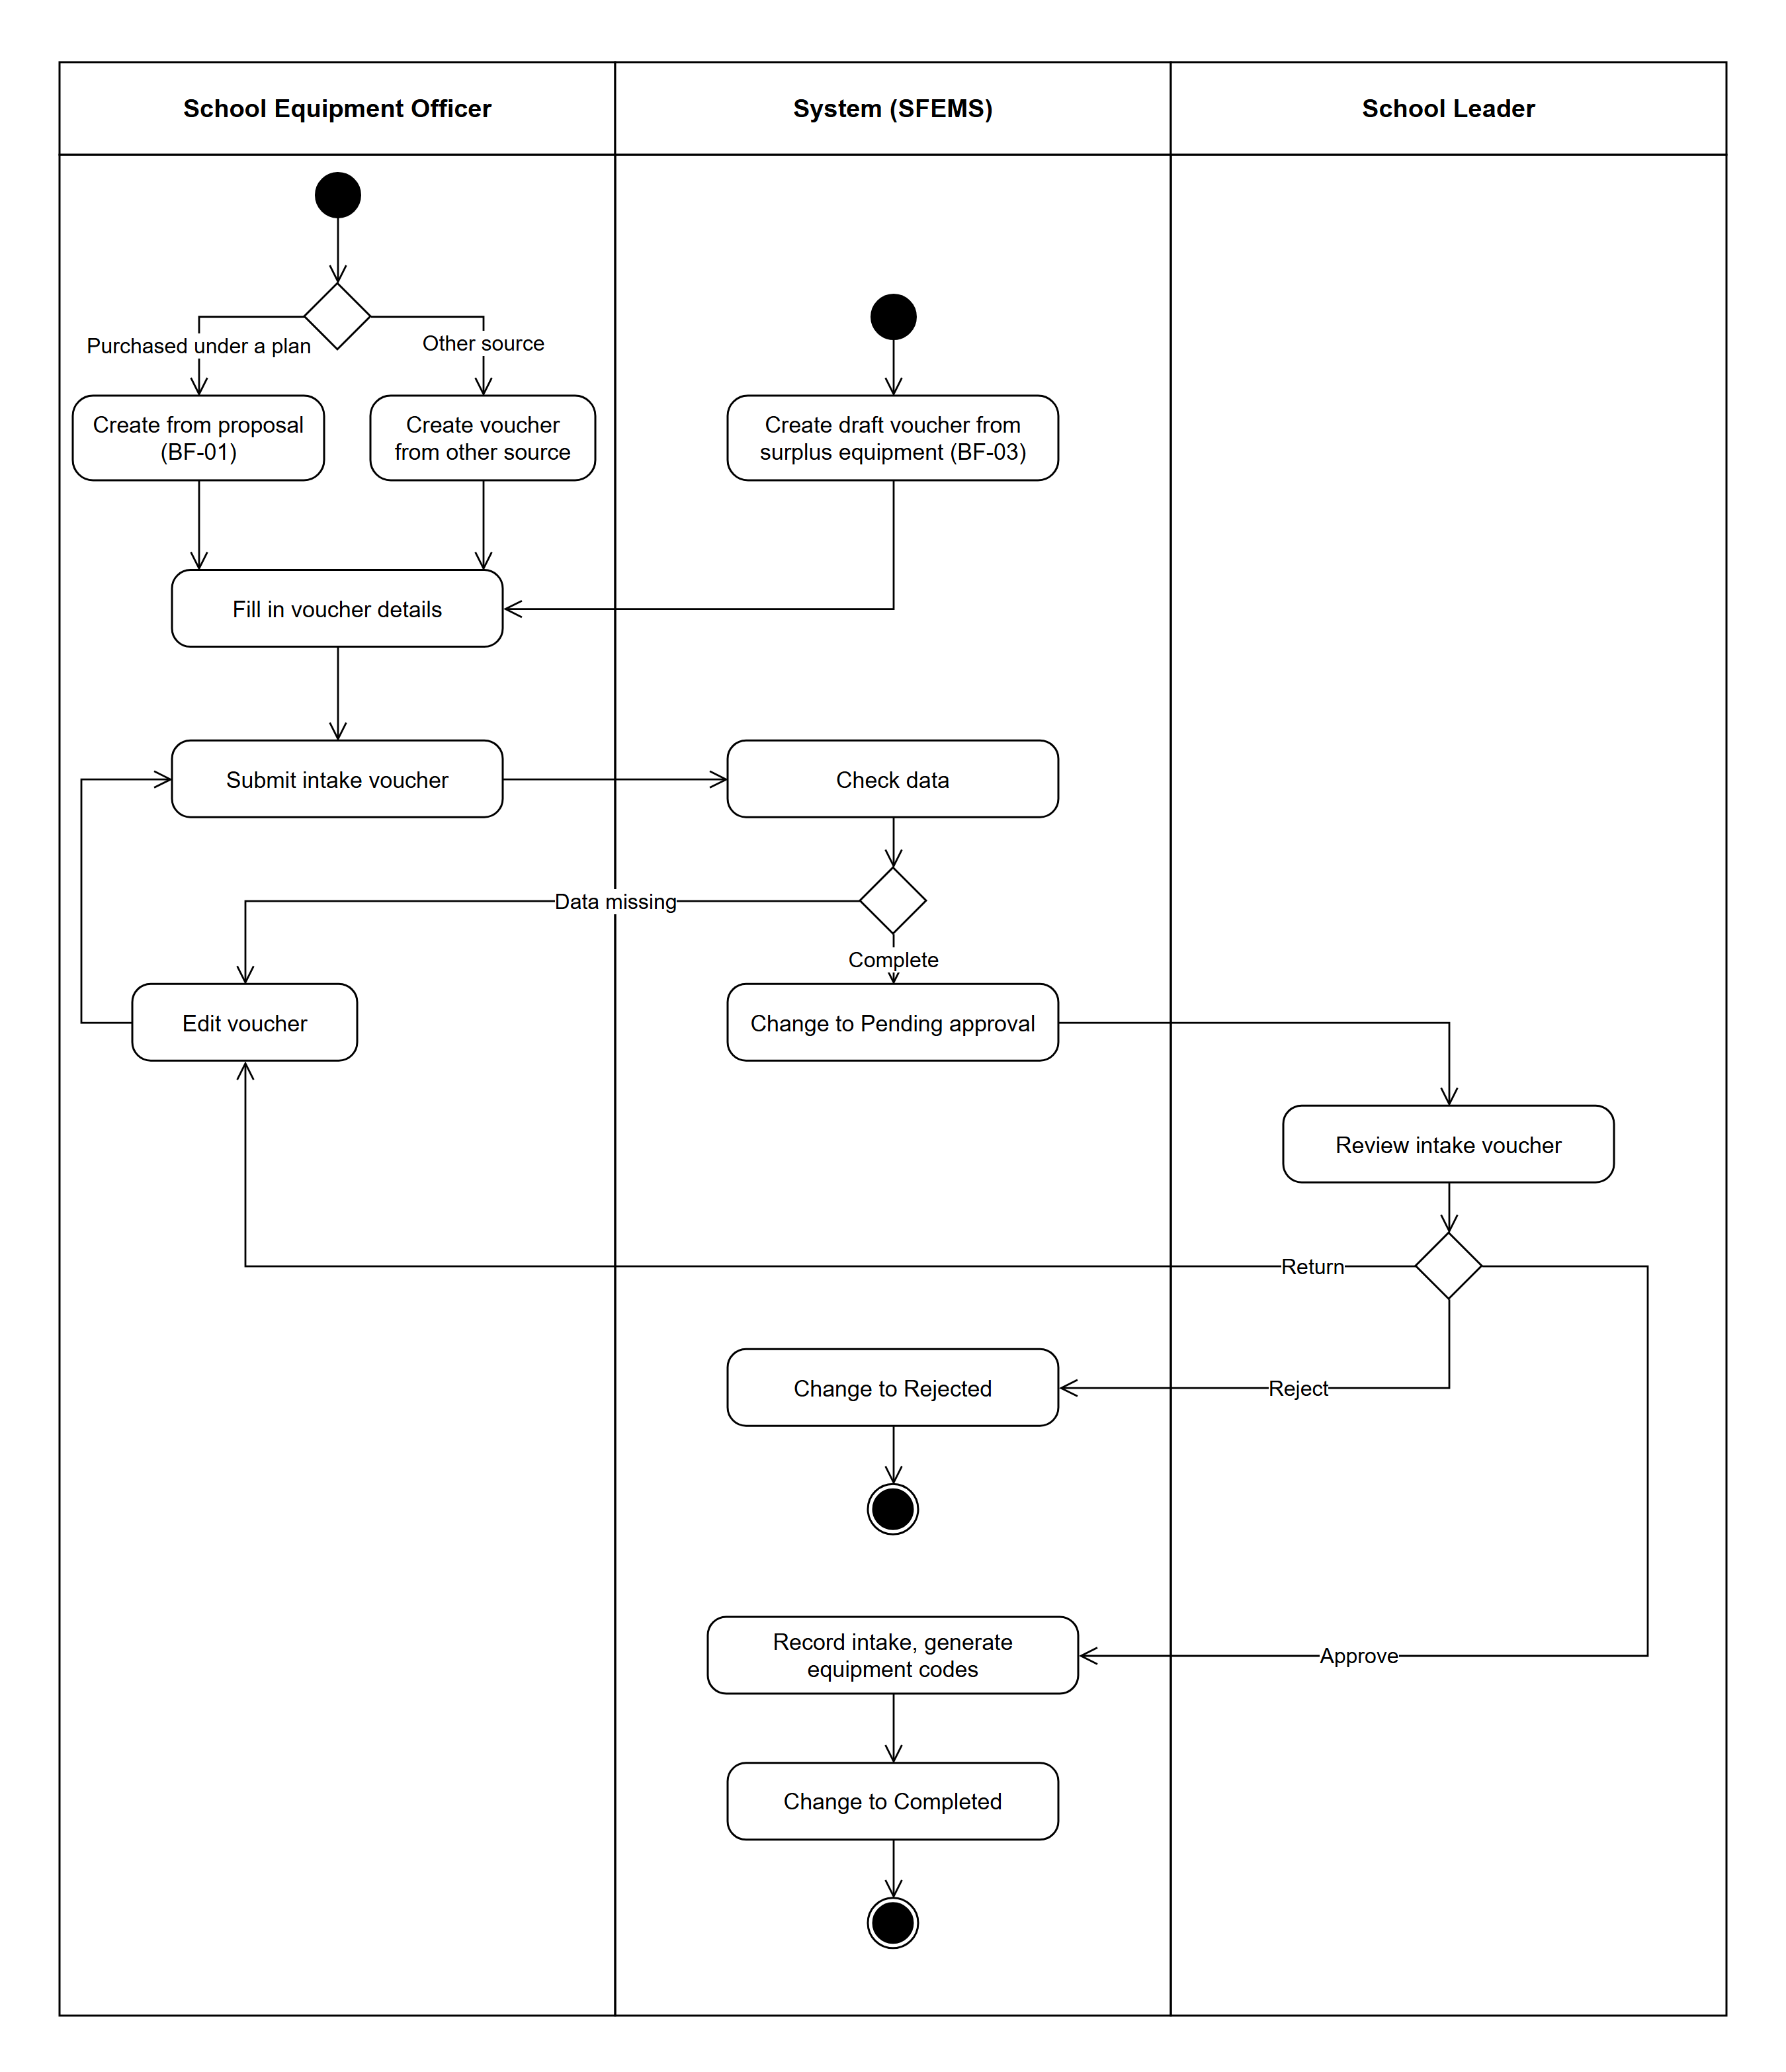 School Equipment Officer
System (SFEMS)
School Leader
Purchased under a plan
Other source
Create from proposal
(BF-01)
Create voucher
from other source
Create draft voucher from
surplus equipment (BF-03)
Fill in voucher details
Submit intake voucher
Check data
Data missing
Complete
Edit voucher
Change to Pending approval
Review intake voucher
Return
Change to Rejected
Reject
Record intake, generate
equipment codes
Approve
Change to Completed